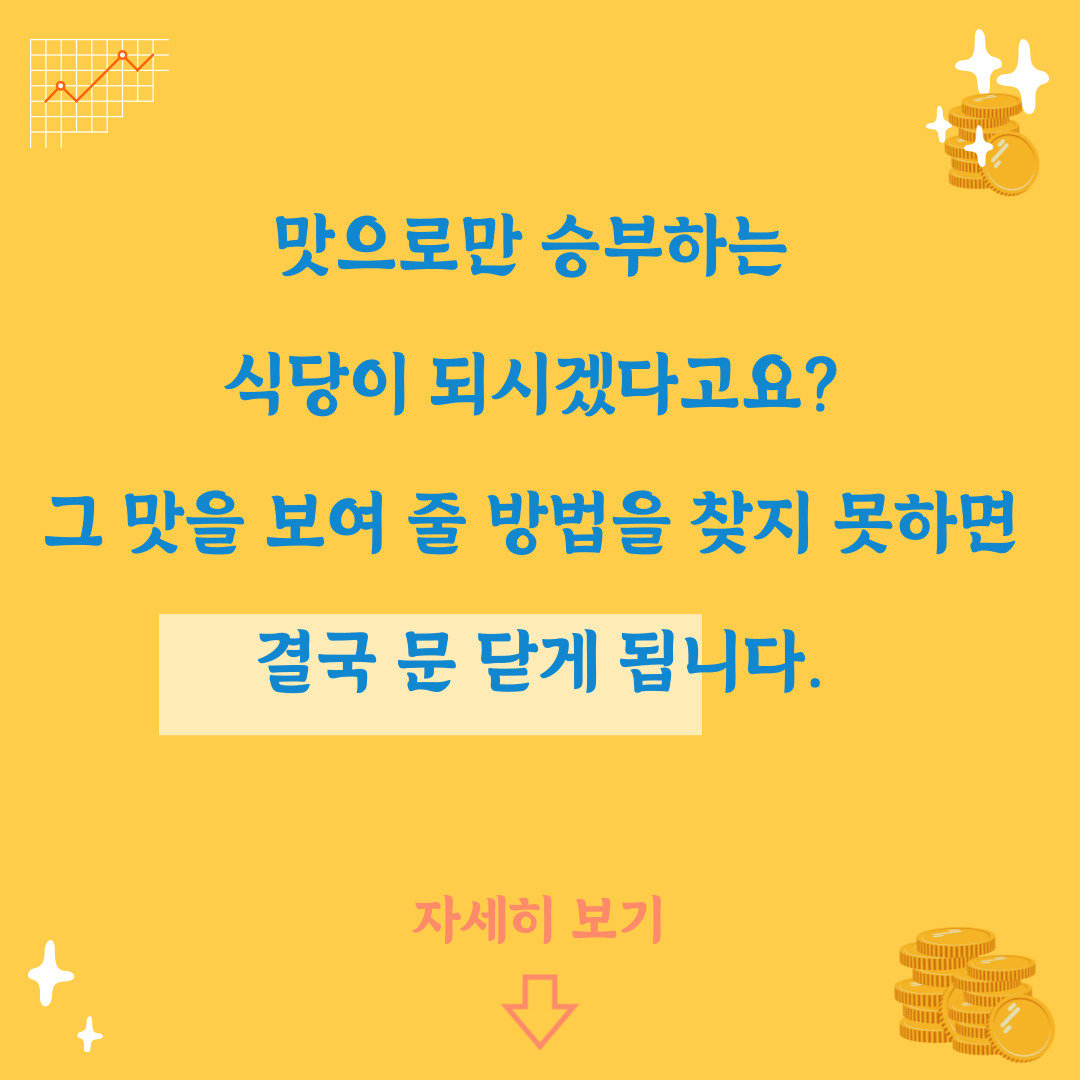 맛으로만 승부하는
식당이 되시겠다고요?
그 맛을 보여 줄 방법을 찾지 못하면
결국 문 닫게 됩니다.
자세히 보기